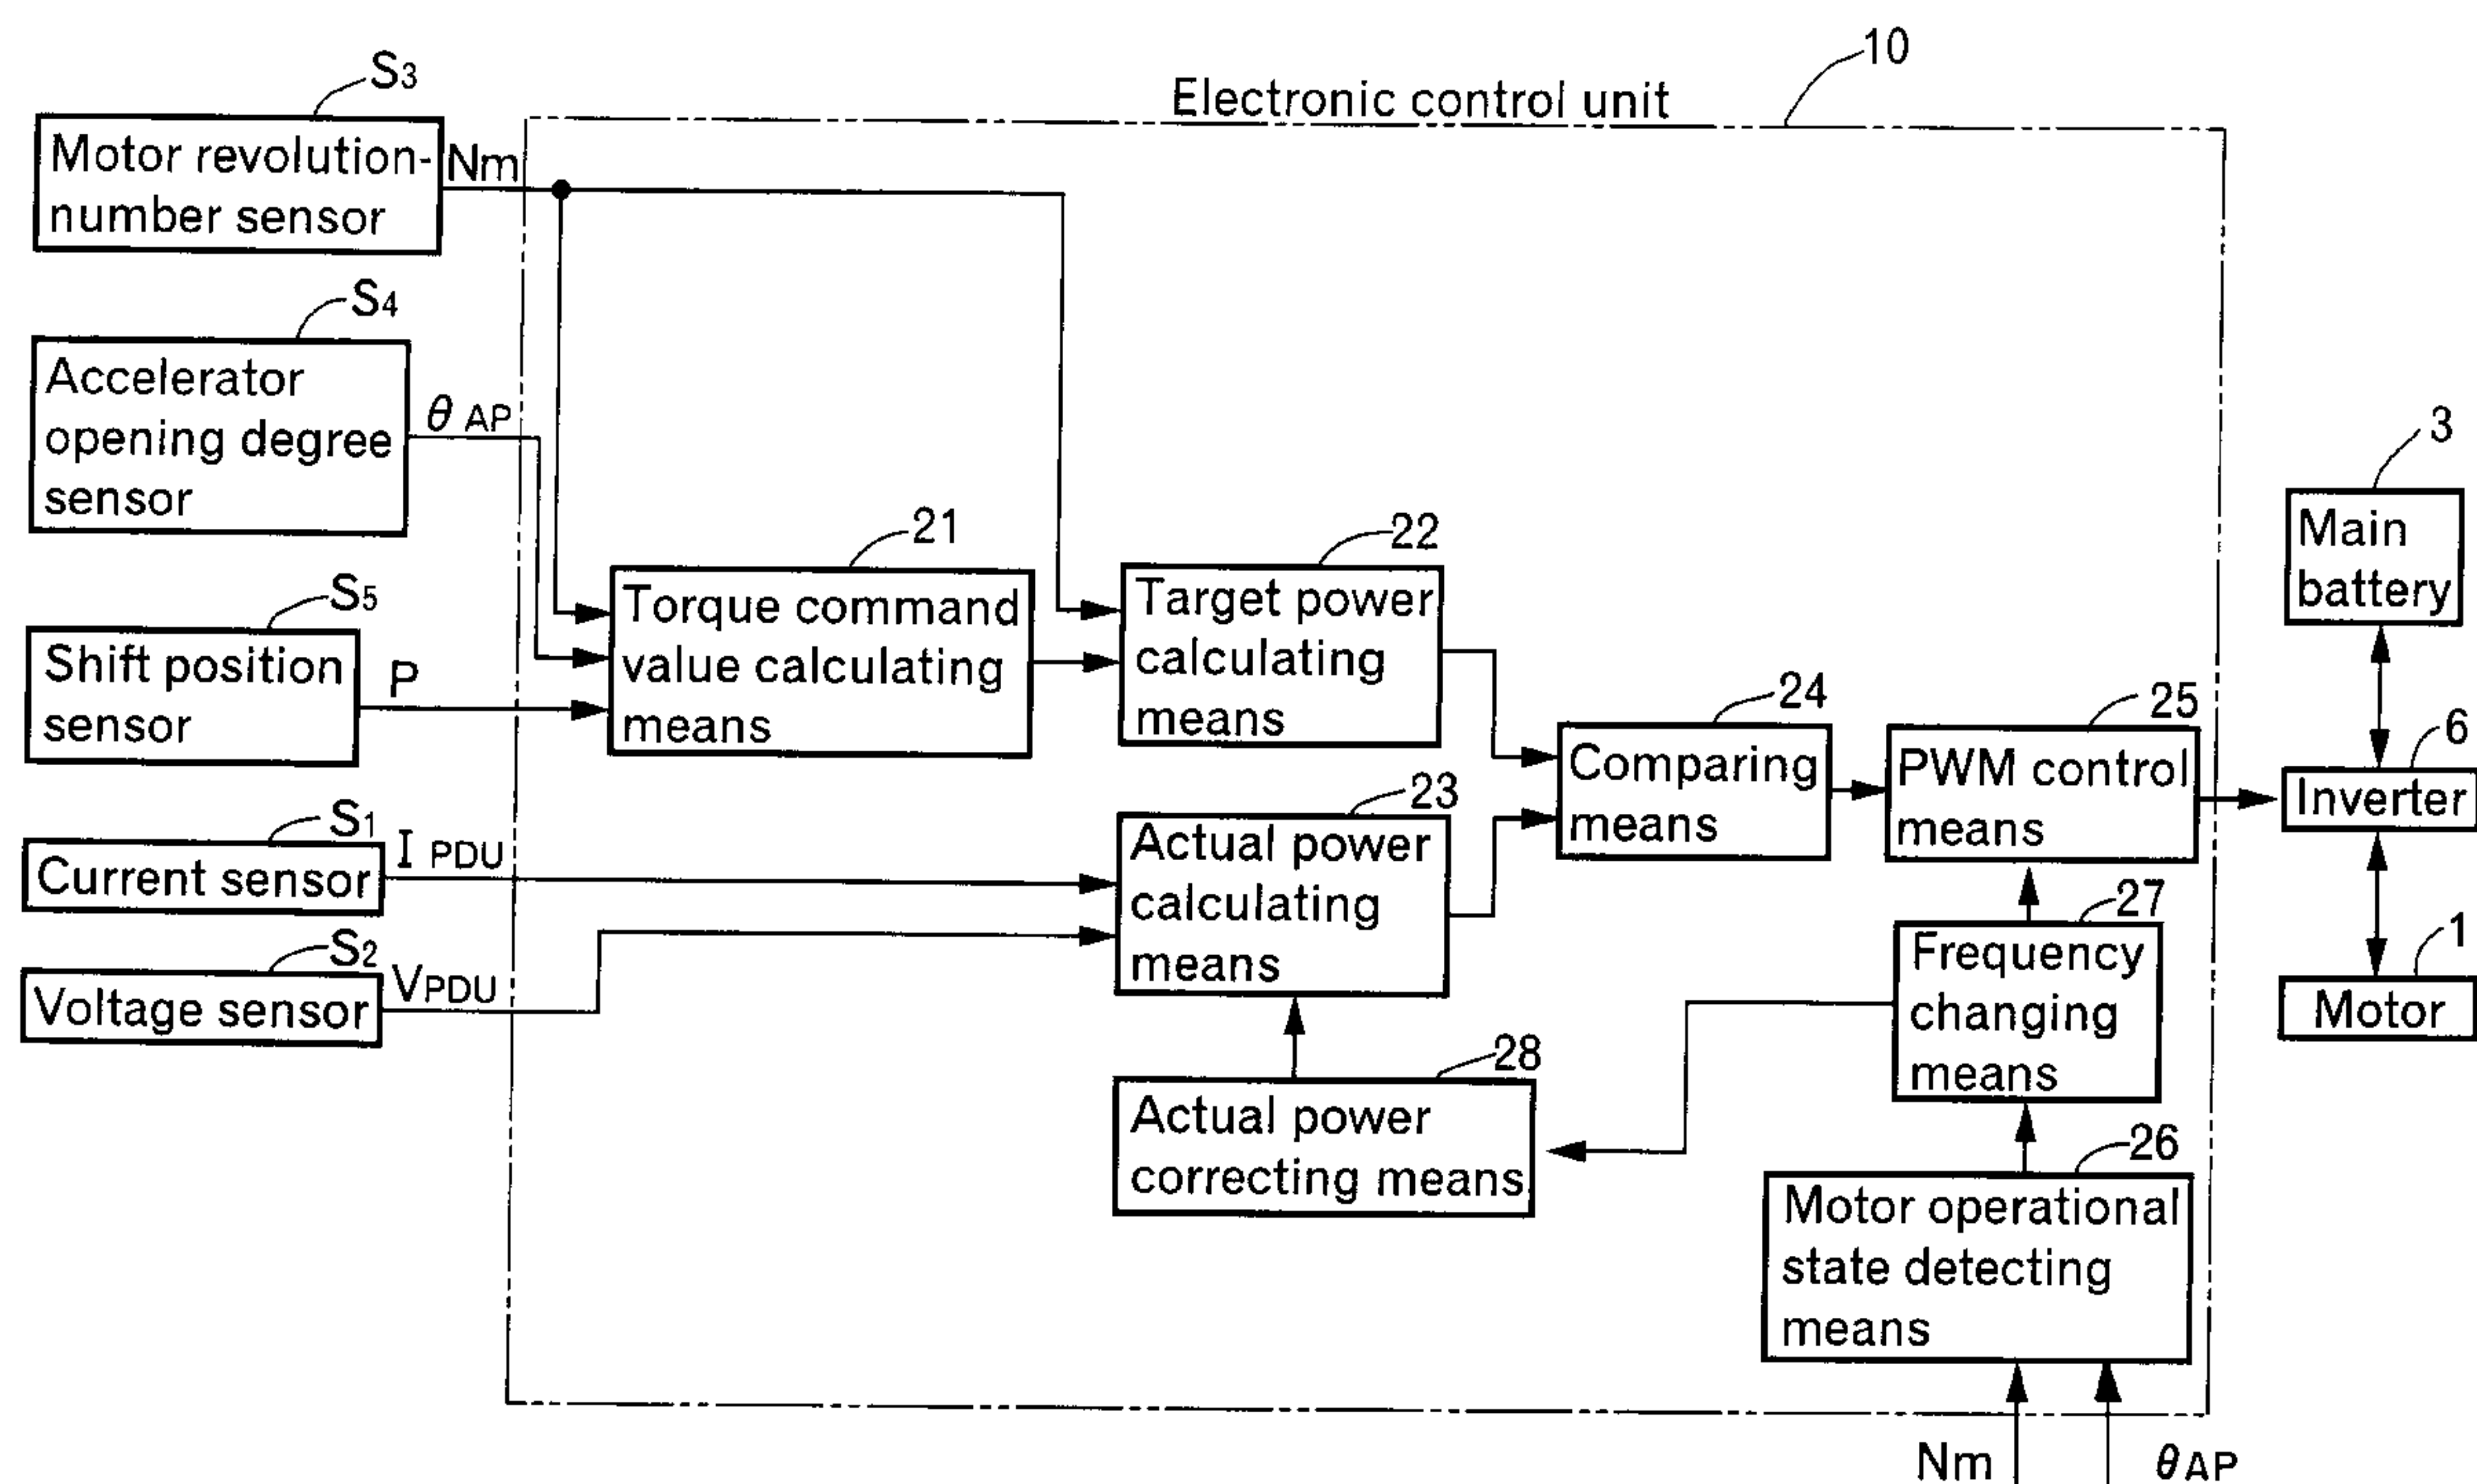 10
Electronic control unit
S3
Motor revolution-
number sensor
Nm
S4
Accelerator
opening degree
sensor
θ AP
S5
Shift position
sensor
P
S1
Current sensor
I PDU
S2
Voltage sensor
VPDU
21
Torque command
value calculating
means
22
Target power
calculating
means
23
Actual power
calculating
means
24
Comparing
means
25
PWM control
means
3
Main
battery
6
Inverter
1
Motor
27
Frequency
changing
means
28
Actual power
correcting means
26
Motor operational
state detecting
means
Nm
θ AP